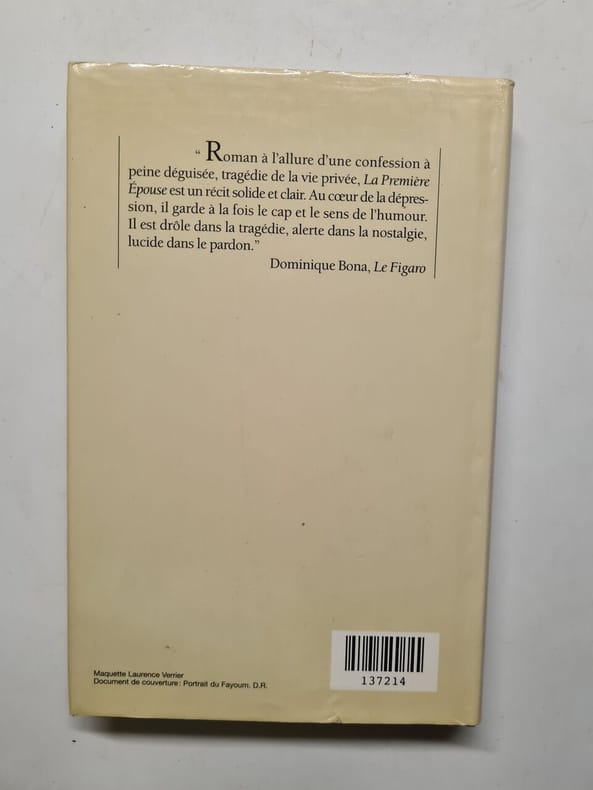 “ Roman à l’allure d’une confession à
peine déguisée, tragédie de la vie privée, La Première
Épouse est un récit solide et clair. Au cœur de la dépres-
sion, il garde à la fois le cap et le sens de l’humour.
Il est drôle dans la tragédie, alerte dans la nostalgie,
lucide dans le pardon.”
Dominique Bona, Le Figaro
Maquette Laurence Verrier
Document de couverture : Portrait du Fayoum. D.R.
137214